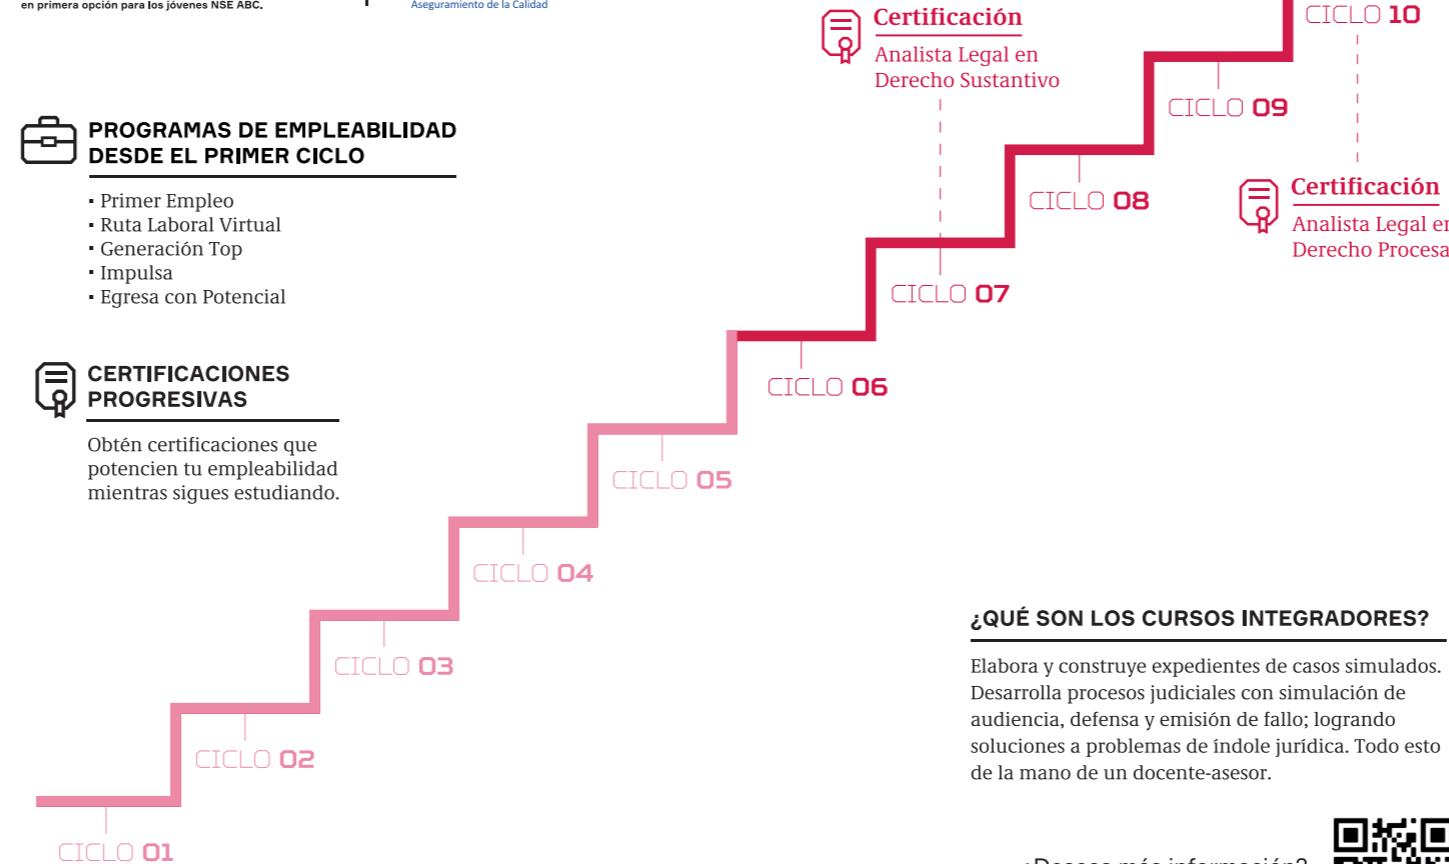 en primera opción para los jóvenes NSE ABC.
Aseguramiento de la Calidad
PROGRAMAS DE EMPLEABILIDAD
DESDE EL PRIMER CICLO
▪ Primer Empleo
▪ Ruta Laboral Virtual
▪ Generación Top
▪ Impulsa
▪ Egresa con Potencial
CERTIFICACIONES
PROGRESIVAS
Obtén certificaciones que
potencien tu empleabilidad
mientras sigues estudiando.
CICLO 01
CICLO 02
CICLO 03
CICLO 04
CICLO 05
CICLO 06
CICLO 07
Certificación
Analista Legal en
Derecho Sustantivo
CICLO 08
CICLO 09
CICLO 10
Certificación
Analista Legal en
Derecho Procesa
¿QUÉ SON LOS CURSOS INTEGRADORES?
Elabora y construye expedientes de casos simulados.
Desarrolla procesos judiciales con simulación de
audiencia, defensa y emisión de fallo; logrando
soluciones a problemas de índole jurídica. Todo esto
de la mano de un docente-asesor.
¿Deseas más información?